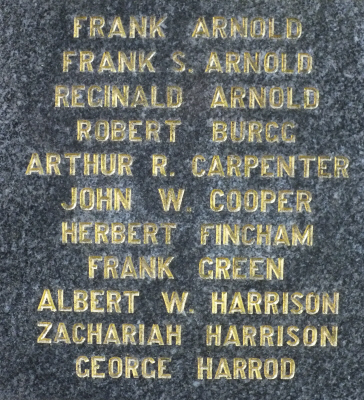 FRANK ARNOLD
FRANK S. ARNOLD
REGINALD ARNOLD
ROBERT BURGG
ARTHUR R. CARPENTER
JOHN W. COOPER
HERBERT FINCHAM
FRANK GREEN
ALBERT W. HARRISON
ZACHARIAH HARRISON
GEORGE HARROD